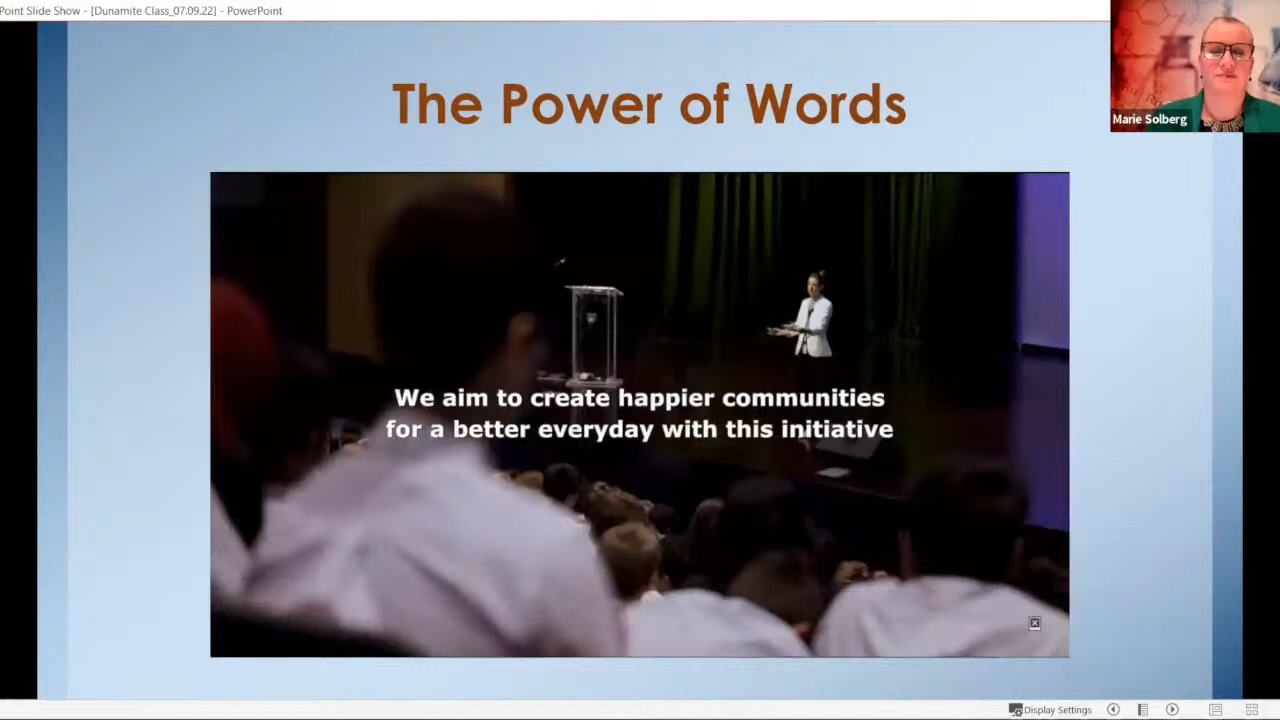 Point Slide Show - [Dunamite Class_07.09.22] - PowerPoint
The Power of Words
Marie Solberg
We aim to create happier communities
for a better everyday with this initiative
Display Settings